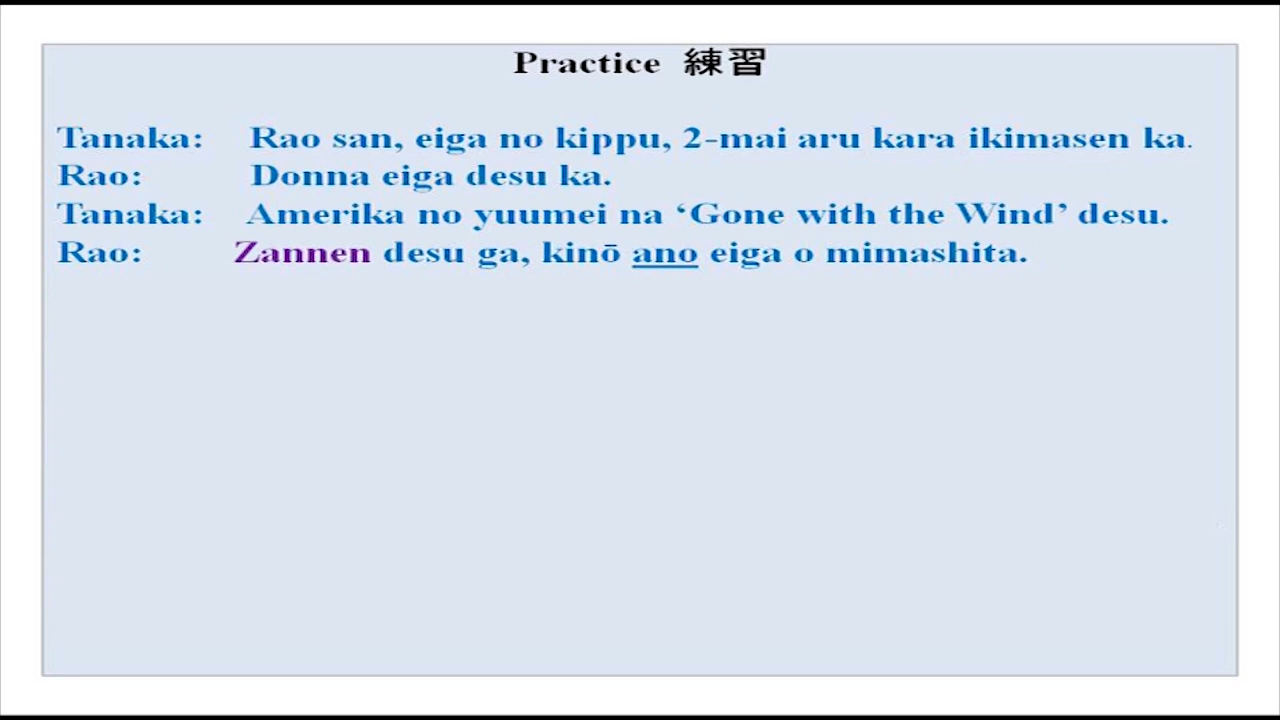 Practice 練習
Tanaka: Rao san, eiga no kippu, 2-mai aru kara ikimasen ka.
Rao: Donna eiga desu ka.
Tanaka: Amerika no yuumei na ‘Gone with the Wind’ desu.
Rao: Zannen desu ga, kinō ano eiga o mimashita.